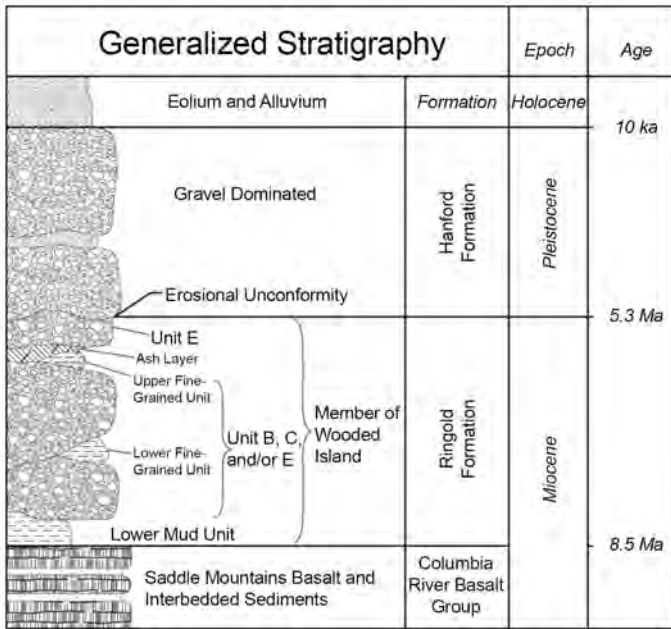 Generalized Stratigraphy
Epoch
Age
Eolium and Alluvium
Formation
Holocene
10 ka
Gravel Dominated
Hanford
Formation
Pleistocene
Erosional Unconformity
5.3 Ma
Unit E
Ash Layer
Upper Fine-
Grained Unit
Lower Fine-
Grained Unit
Unit B, C,
and/or E
Member of
Wooded
Island
Ringold
Formation
Miocene
Lower Mud Unit
8.5 Ma
Saddle Mountains Basalt and
Interbedded Sediments
Columbia
River Basalt
Group